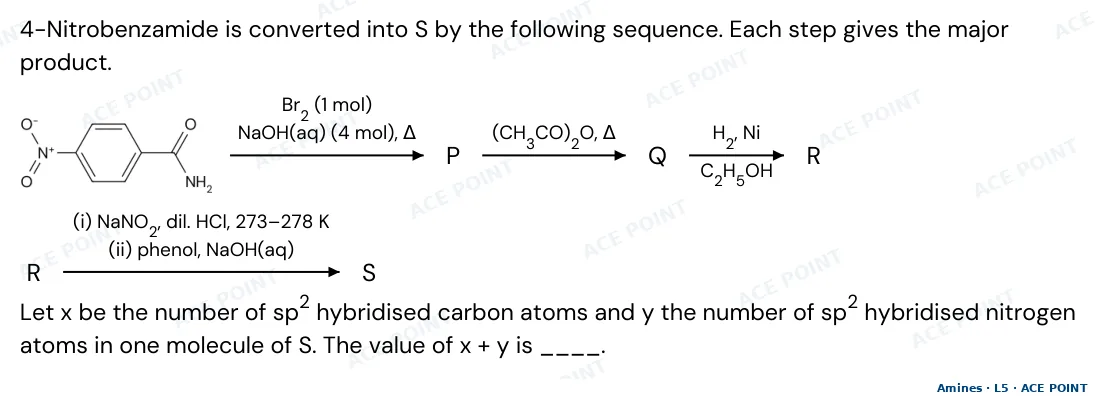 4-Nitrobenzamide is converted into S by the following sequence. Each step gives the major
product.
Br2 (1 mol)
NaOH(aq) (4 mol), Δ
P
(CH3CO)2O, Δ
Q
H2, Ni
C2H5OH
R
O-
N+
O
O
NH2
(i) NaNO2, dil. HCl, 273–278 K
(ii) phenol, NaOH(aq)
R
S
Let x be the number of sp2 hybridised carbon atoms and y the number of sp2 hybridised nitrogen
atoms in one molecule of S. The value of x + y is ____.
Amines · L5 · ACE POINT
ACE POINT